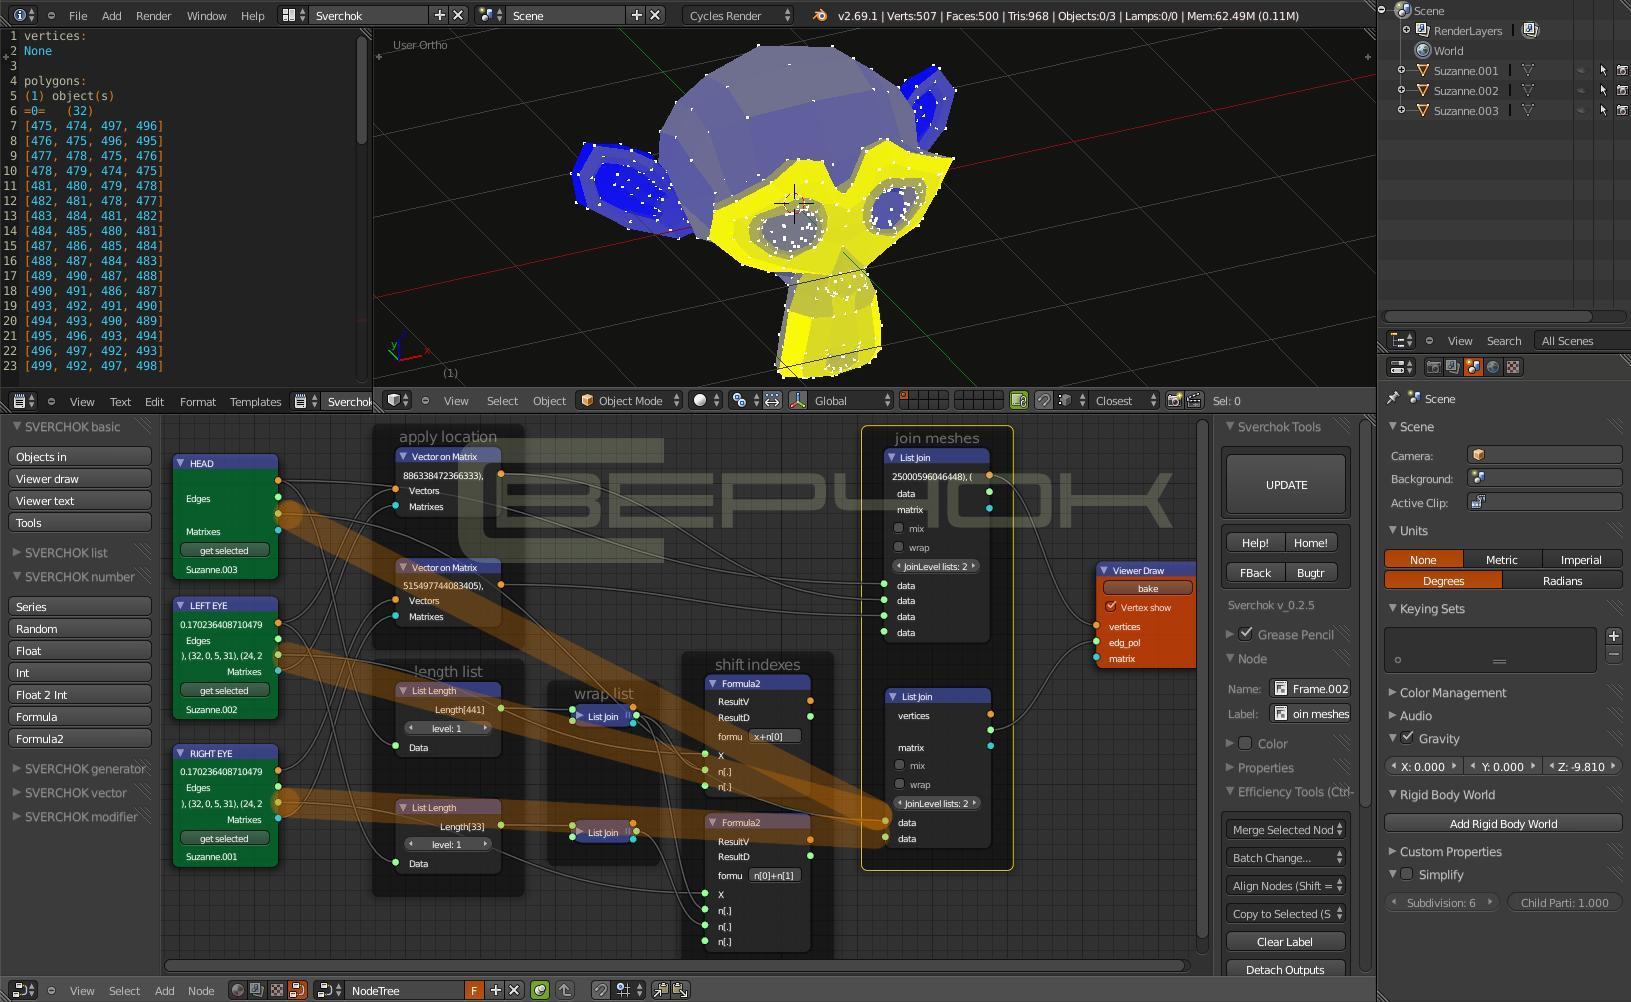 File Add Render Window Help Sverchok Scene Cycles Render v2.69.1 | Verts:507 | Faces:500 | Tris:968 | Objects:0/3 | Lamps:0/0 | Mem:62.49M (0.11M)
1 vertices:
2 None
3
4 polygons:
5 (1) object(s)
6 =0= (32)
7 [475, 474, 497, 496]
8 [476, 475, 496, 495]
9 [477, 478, 475, 476]
10 [478, 479, 474, 475]
11 [481, 480, 479, 478]
12 [482, 481, 478, 477]
13 [483, 484, 481, 482]
14 [484, 485, 480, 481]
15 [487, 486, 485, 484]
16 [488, 487, 484, 483]
17 [489, 490, 487, 488]
18 [490, 491, 486, 487]
19 [493, 492, 491, 490]
20 [494, 493, 490, 489]
21 [495, 496, 493, 494]
22 [496, 497, 492, 493]
23 [499, 492, 497, 498]
View Text Edit Format Templates Sverchok
User Ortho
y
x
(1)
View Select Object Object Mode Global Closest Sel: 0
Scene
RenderLayers
World
Suzanne.001
Suzanne.002
Suzanne.003
View Search All Scenes
Scene
Scene
Camera:
Background:
Active Clip:
Units
None Metric Imperial
Degrees Radians
Keying Sets
Color Management
Audio
Gravity
X: 0.000 Y: 0.000 Z: -9.810
Rigid Body World
Add Rigid Body World
Custom Properties
Simplify
Subdivision: 6 Child Parti: 1.000
SVERCHOK basic
Objects in
Viewer draw
Viewer text
Tools
SVERCHOK list
SVERCHOK number
Series
Random
Float
Int
Float 2 Int
Formula
Formula2
SVERCHOK generator
SVERCHOK vector
SVERCHOK modifier
HEAD
Edges
Matrixes
get selected
Suzanne.003
LEFT EYE
0.170236408710479
Edges
), (32, 0, 5, 31), (24, 2
Matrixes
get selected
Suzanne.002
RIGHT EYE
0.170236408710479
Edges
), (32, 0, 5, 31), (24, 2
Matrixes
get selected
Suzanne.001
apply location
Vector on Matrix
886338472366333),
Vectors
Matrixes
Vector on Matrix
515497744083405),
Vectors
Matrixes
length list
List Length
Length[441]
level: 1
Data
List Length
Length[33]
level: 1
Data
wrap list
List Join
List Join
shift indexes
Formula2
ResultV
ResultD
formu x+n[0]
X
n[.]
n[.]
Formula2
ResultV
ResultD
formu n[0]+n[1]
X
n[.]
n[.]
n[.]
СВЕРЧОК
join meshes
List Join
25000596046448), (
data
matrix
mix
wrap
JoinLevel lists: 2
data
data
data
data
List Join
vertices
matrix
mix
wrap
JoinLevel lists: 2
data
data
Viewer Draw
bake
Vertex show
vertices
edg_pol
matrix
Sverchok Tools
UPDATE
Help! Home!
FBack Bugtr
Sverchok v_0.2.5
Grease Pencil
Node
Name: Frame.002
Label: oin meshes
Color
Properties
Efficiency Tools (Ctrl-
Merge Selected Nod
Batch Change...
Align Nodes (Shift =
Copy to Selected (S
Clear Label
Detach Outputs
View Select Add Node NodeTree F